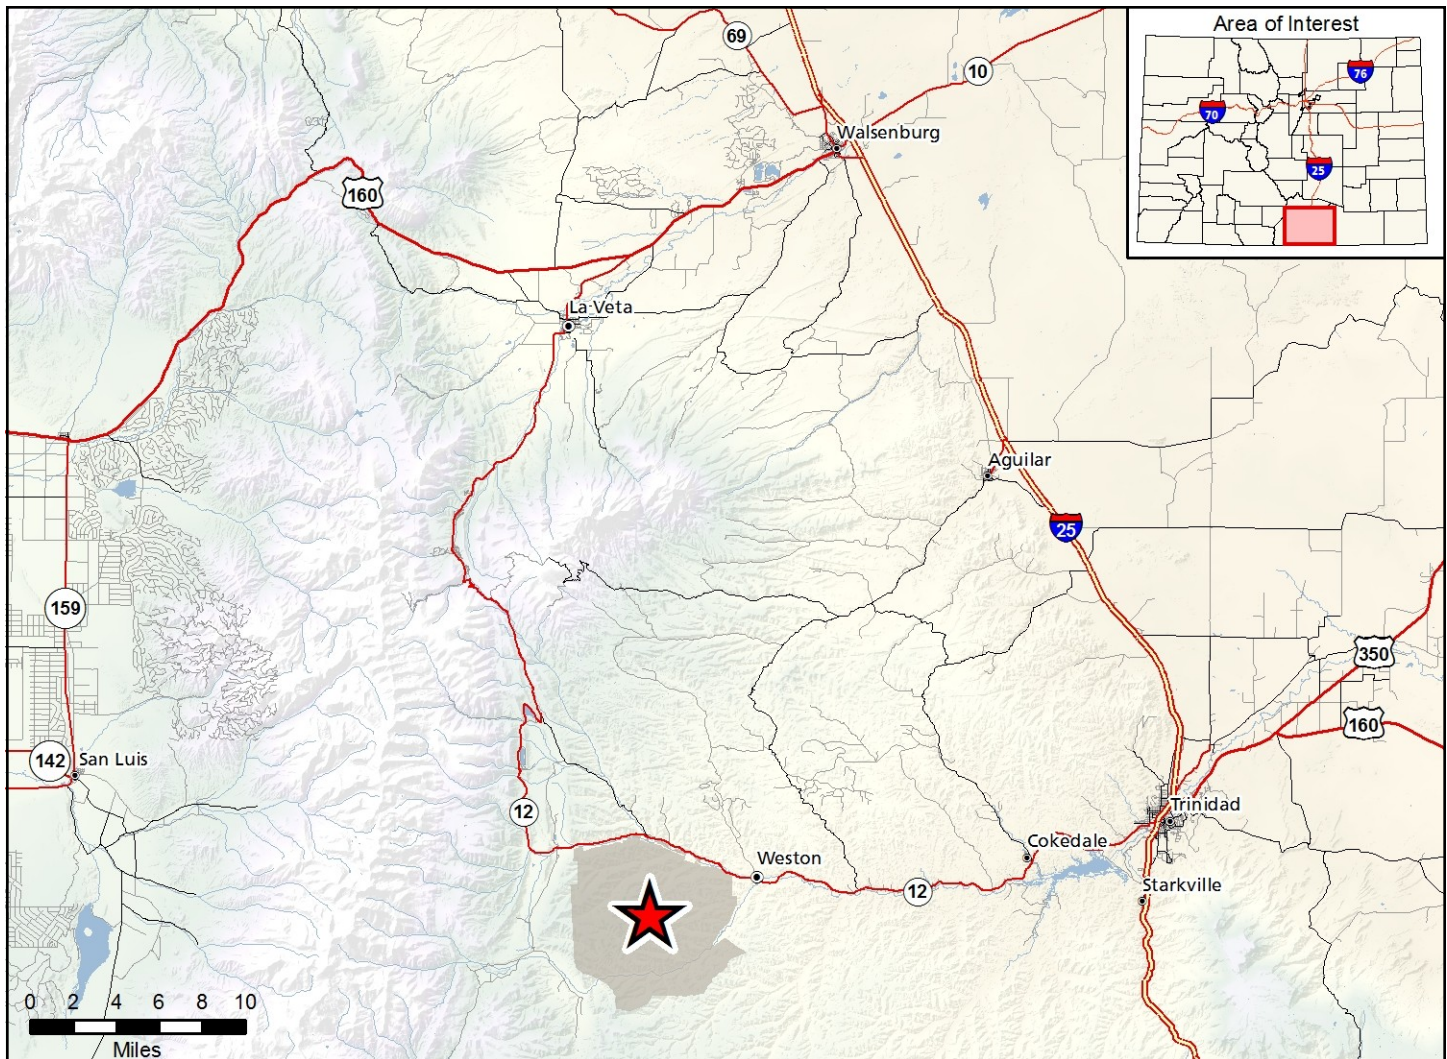 Area of Interest
76
70
25
69
10
Walsenburg
160
La Veta
Aguilar
25
159
350
160
142
San Luis
12
Trinidad
Cokedale
Weston
12
Starkville
0 2 4 6 8 10
Miles